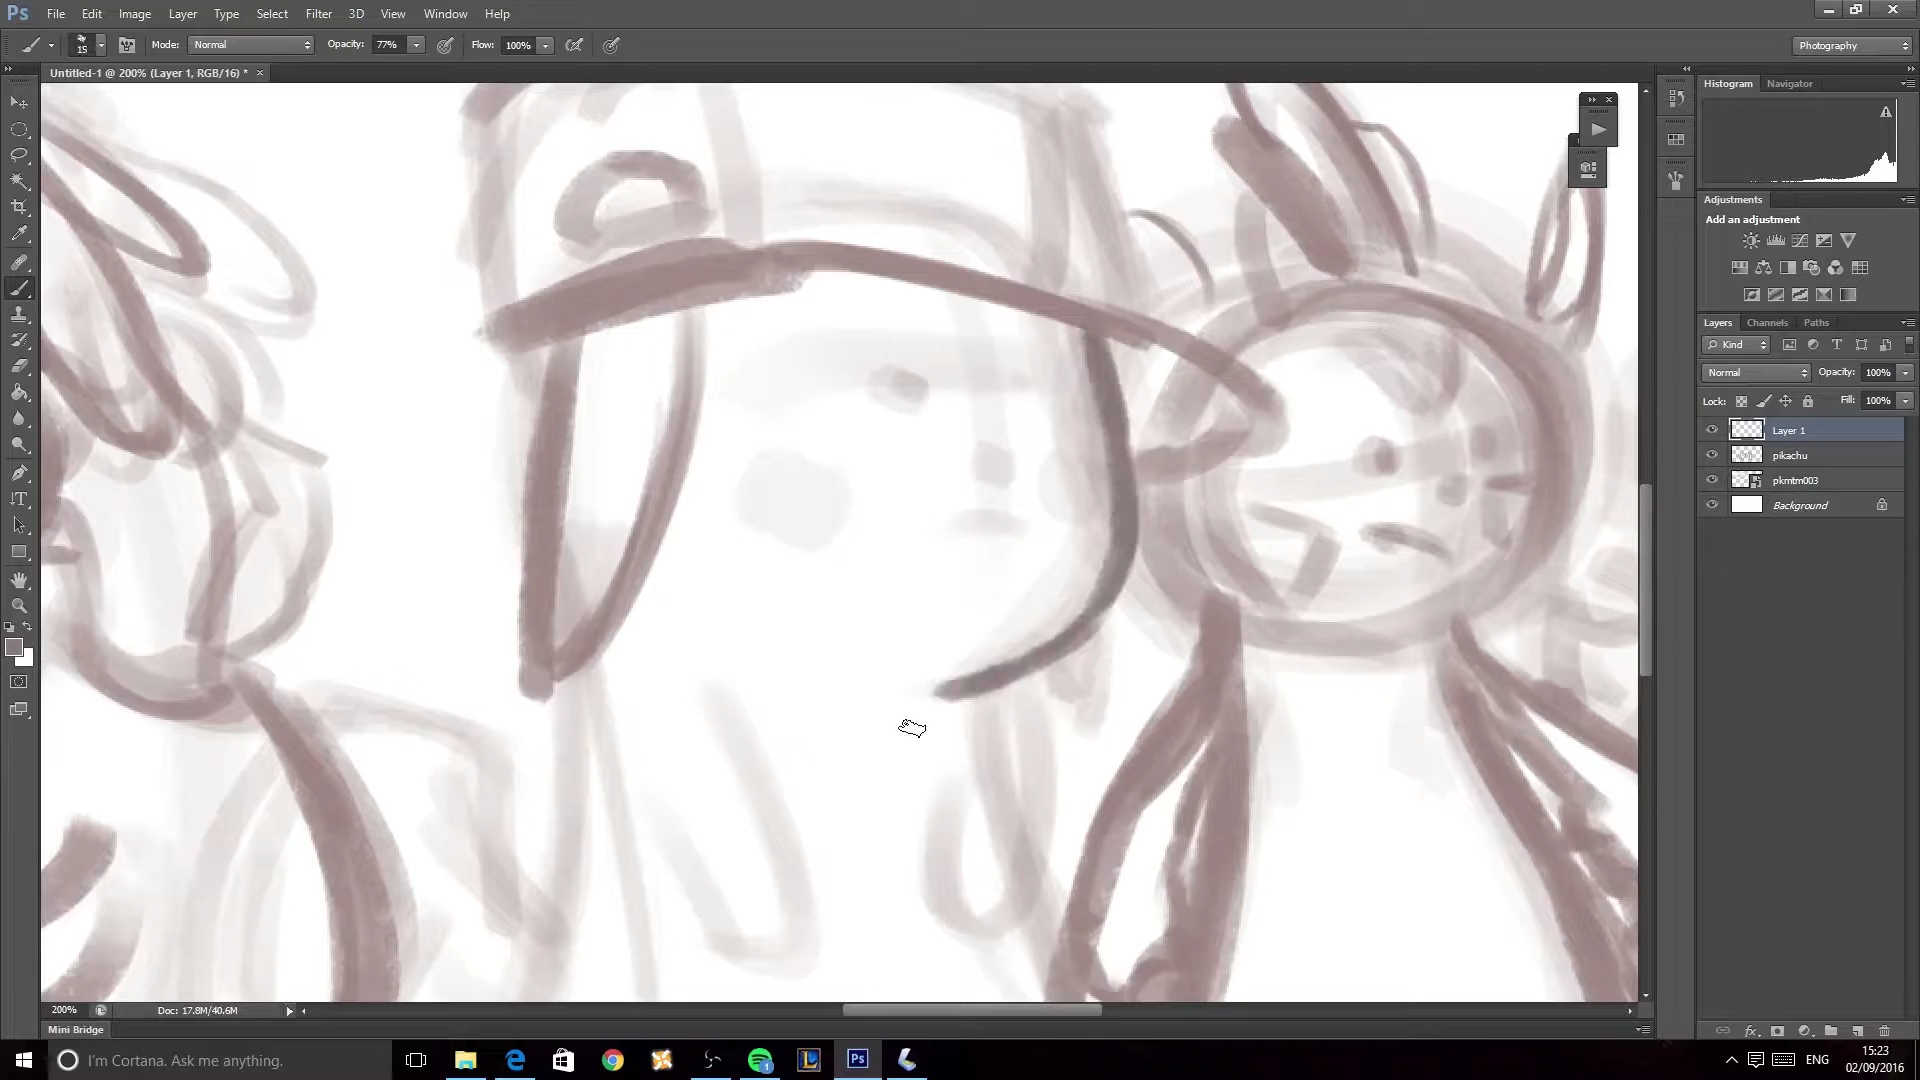 Ps File Edit Image Layer Type Select Filter 3D View Window Help
15 Mode: Normal Opacity: 77% Flow: 100% Photography
Untitled-1 @ 200% (Layer 1, RGB/16) * ×
Histogram Navigator
Adjustments
Add an adjustment
Layers Channels Paths
Kind
Normal Opacity: 100%
Lock: Fill: 100%
Layer 1
pikachu
pkmtm003
Background
200% Doc: 17.8M/40.6M
Mini Bridge
I'm Cortana. Ask me anything. 1 L Ps ENG 15:23
02/09/2016